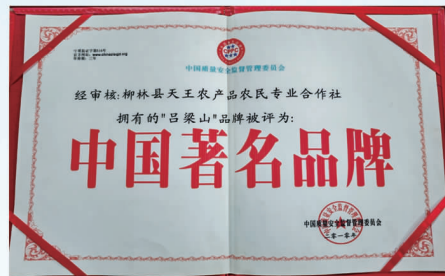 中国质量安全监督管理委员会
经审核:柳林县天王农产品农民专业合作社
拥有的"吕梁山"品牌被评为:
中国著名品牌
中国质量安全监督管理委员会
二〇一〇年